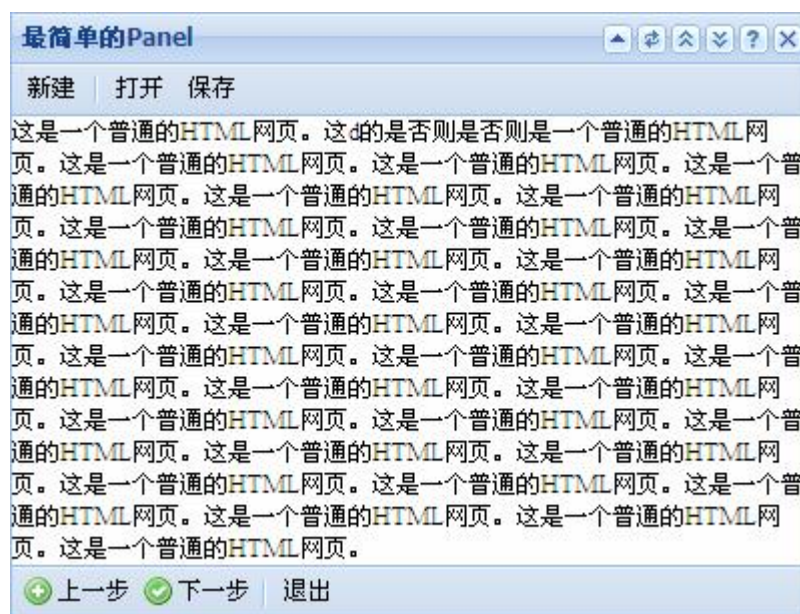 最简单的Panel
新建 打开 保存
这是一个普通的HTML网页。这d的是否则是否则是一个普通的HTML网
页。这是一个普通的HTML网页。这是一个普通的HTML网页。这是一个普
通的HTML网页。这是一个普通的HTML网页。这是一个普通的HTML网
页。这是一个普通的HTML网页。这是一个普通的HTML网页。这是一个普
通的HTML网页。这是一个普通的HTML网页。这是一个普通的HTML网
页。这是一个普通的HTML网页。这是一个普通的HTML网页。这是一个普
通的HTML网页。这是一个普通的HTML网页。这是一个普通的HTML网
页。这是一个普通的HTML网页。这是一个普通的HTML网页。这是一个普
通的HTML网页。这是一个普通的HTML网页。这是一个普通的HTML网
页。这是一个普通的HTML网页。这是一个普通的HTML网页。这是一个普
通的HTML网页。这是一个普通的HTML网页。这是一个普通的HTML网
页。这是一个普通的HTML网页。这是一个普通的HTML网页。这是一个普
通的HTML网页。这是一个普通的HTML网页。这是一个普通的HTML网
页。这是一个普通的HTML网页。
上一步 下一步 退出